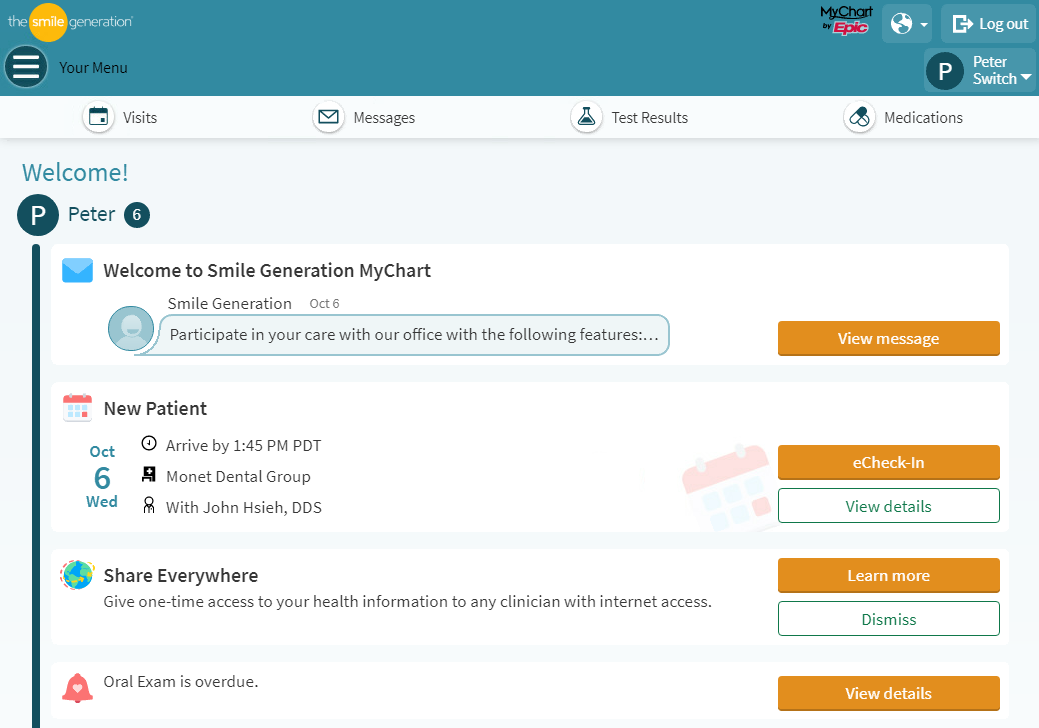 the smile generation
MyChart
by Epic
Log out
Your Menu
P
Peter
Switch
Visits
Messages
Test Results
Medications
Welcome!
P Peter 6
Welcome to Smile Generation MyChart
Smile Generation Oct 6
Participate in your care with our office with the following features:…
View message
New Patient
Oct
6
Wed
Arrive by 1:45 PM PDT
Monet Dental Group
With John Hsieh, DDS
eCheck-In
View details
Share Everywhere
Give one-time access to your health information to any clinician with internet access.
Learn more
Dismiss
Oral Exam is overdue.
View details